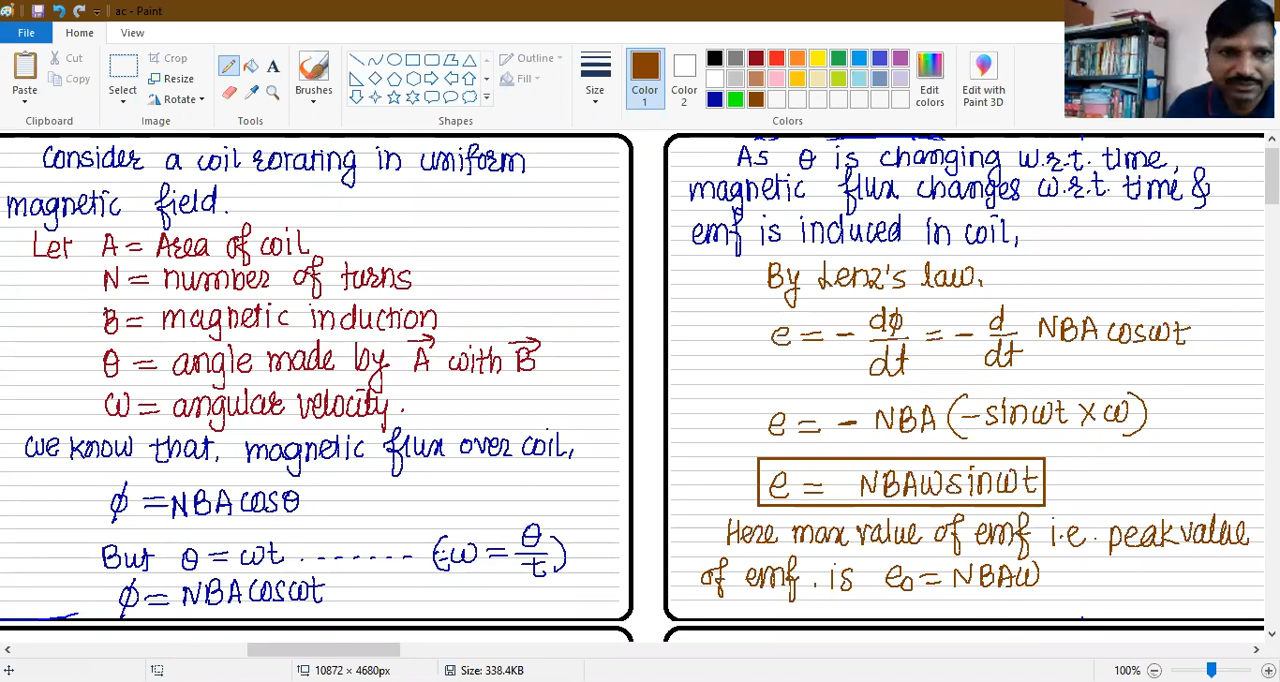 ac - Paint
File
Home
View
Paste
Cut
Copy
Clipboard
Select
Crop
Resize
Rotate
Image
A
Tools
Brushes
Outline
Fill
Shapes
Size
Color
1
Color
2
Edit
colors
Edit with
Paint 3D
Colors
Consider a coil rorating in uniform
magnetic field.
Let A = Area of coil
N = number of turns
B = magnetic induction
θ = angle made by A⃗ with B⃗
ω = angular velocity.
we know that, magnetic flux over coil,
ϕ = NBA cosθ
But θ = ωt ....... (∵ω = θ/t)
ϕ = NBA cosωt
As θ is changing w.r.t. time,
magnetic flux changes w.r.t. time &
emf is induced in coil,
By Lenz's law,
e = - dϕ/dt = - d/dt NBA cosωt
e = - NBA (-sinωt × ω)
e = NBAω sinωt
Here max value of emf i.e. peak value
of emf. is e₀ = NBAω
10872 × 4680px
Size: 338.4KB
100%